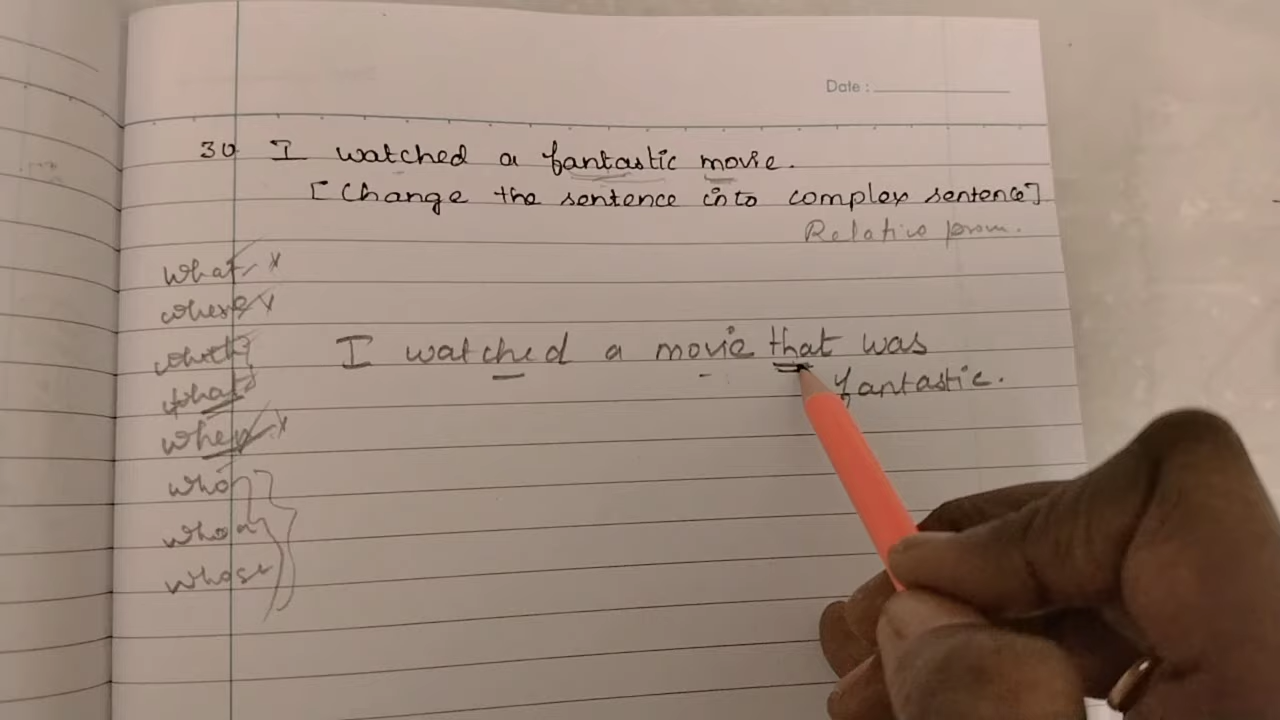 Date :
30 I watched a fantastic movie.
[Change the sentence into complex sentence]
Relative pron.
what x
where x
I watched a movie that was
fantastic.
that
when x
who
whom
whose